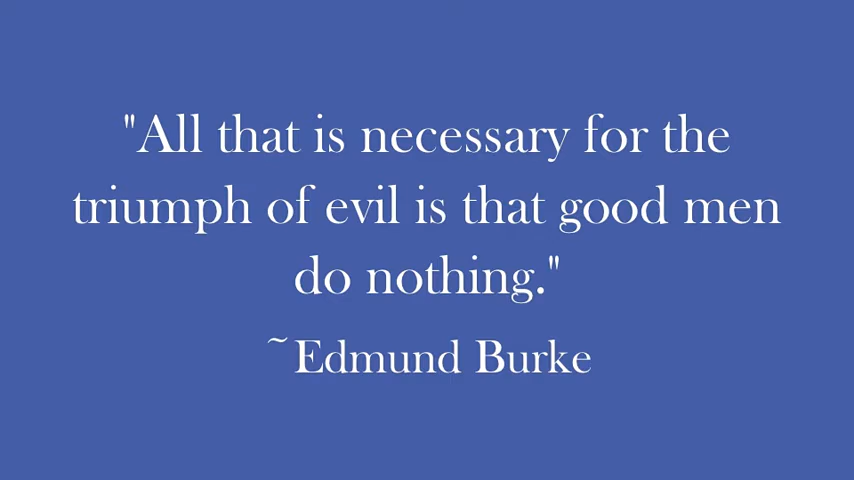 "All that is necessary for the
triumph of evil is that good men
do nothing."
~Edmund Burke